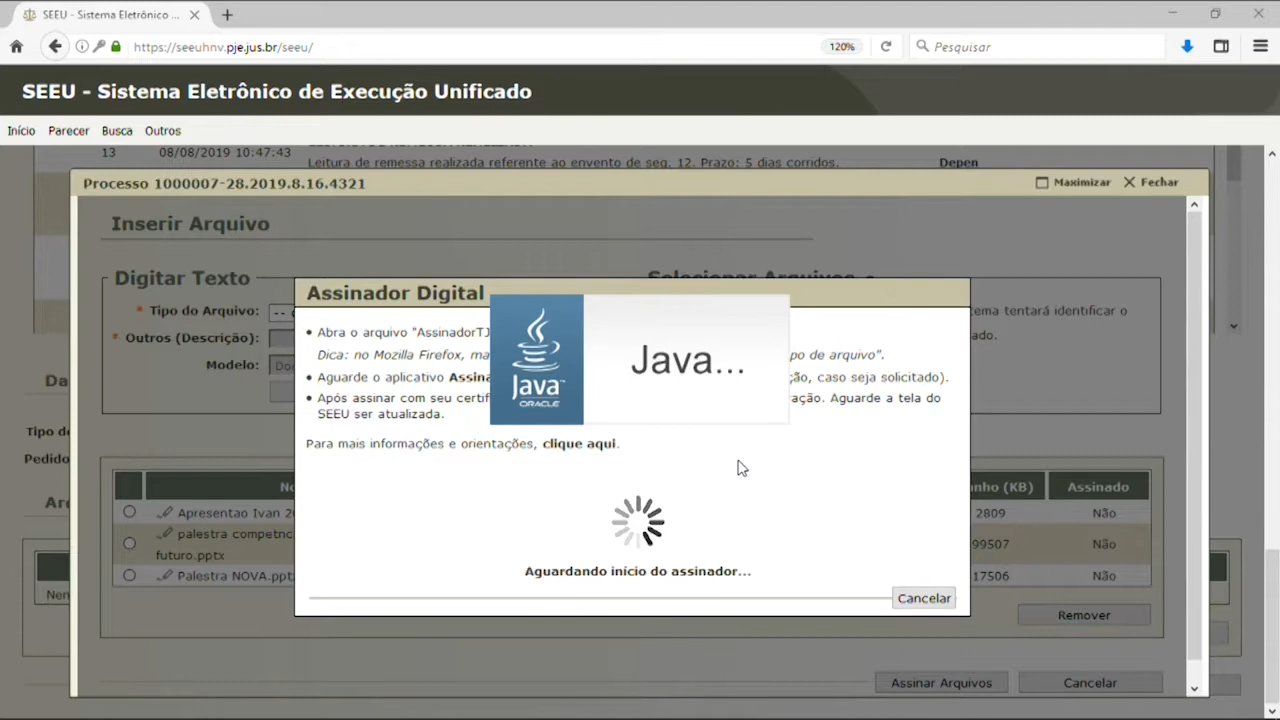 SEEU - Sistema Eletrônico ...
https://seeuhnv.pje.jus.br/seeu/
120%
Pesquisar
SEEU - Sistema Eletrônico de Execução Unificado
Início Parecer Busca Outros
13 08/08/2019 10:47:43
Leitura de remessa realizada referente ao envento de seq. 12. Prazo: 5 dias corridos.
Depen
Processo 1000007-28.2019.8.16.4321
Maximizar Fechar
Inserir Arquivo
Digitar Texto
Selecionar Arquivos
* Tipo do Arquivo:
tema tentará identificar o
* Outros (Descrição):
Modelo:
Assinador Digital
• Abra o arquivo "AssinadorTJ
Dica: no Mozilla Firefox, ma
po de arquivo".
• Aguarde o aplicativo Assina
ção, caso seja solicitado).
• Após assinar com seu certif
ração. Aguarde a tela do
SEEU ser atualizada.
Para mais informações e orientações, clique aqui.
Java™
ORACLE
Java...
Aguardando início do assinador...
Cancelar
Tipo de
Pedido
nho (KB) Assinado
Apresentao Ivan 2 2809 Não
palestra competnc
futuro.pptx
99507 Não
Palestra NOVA.ppt 17506 Não
Remover
Assinar Arquivos Cancelar